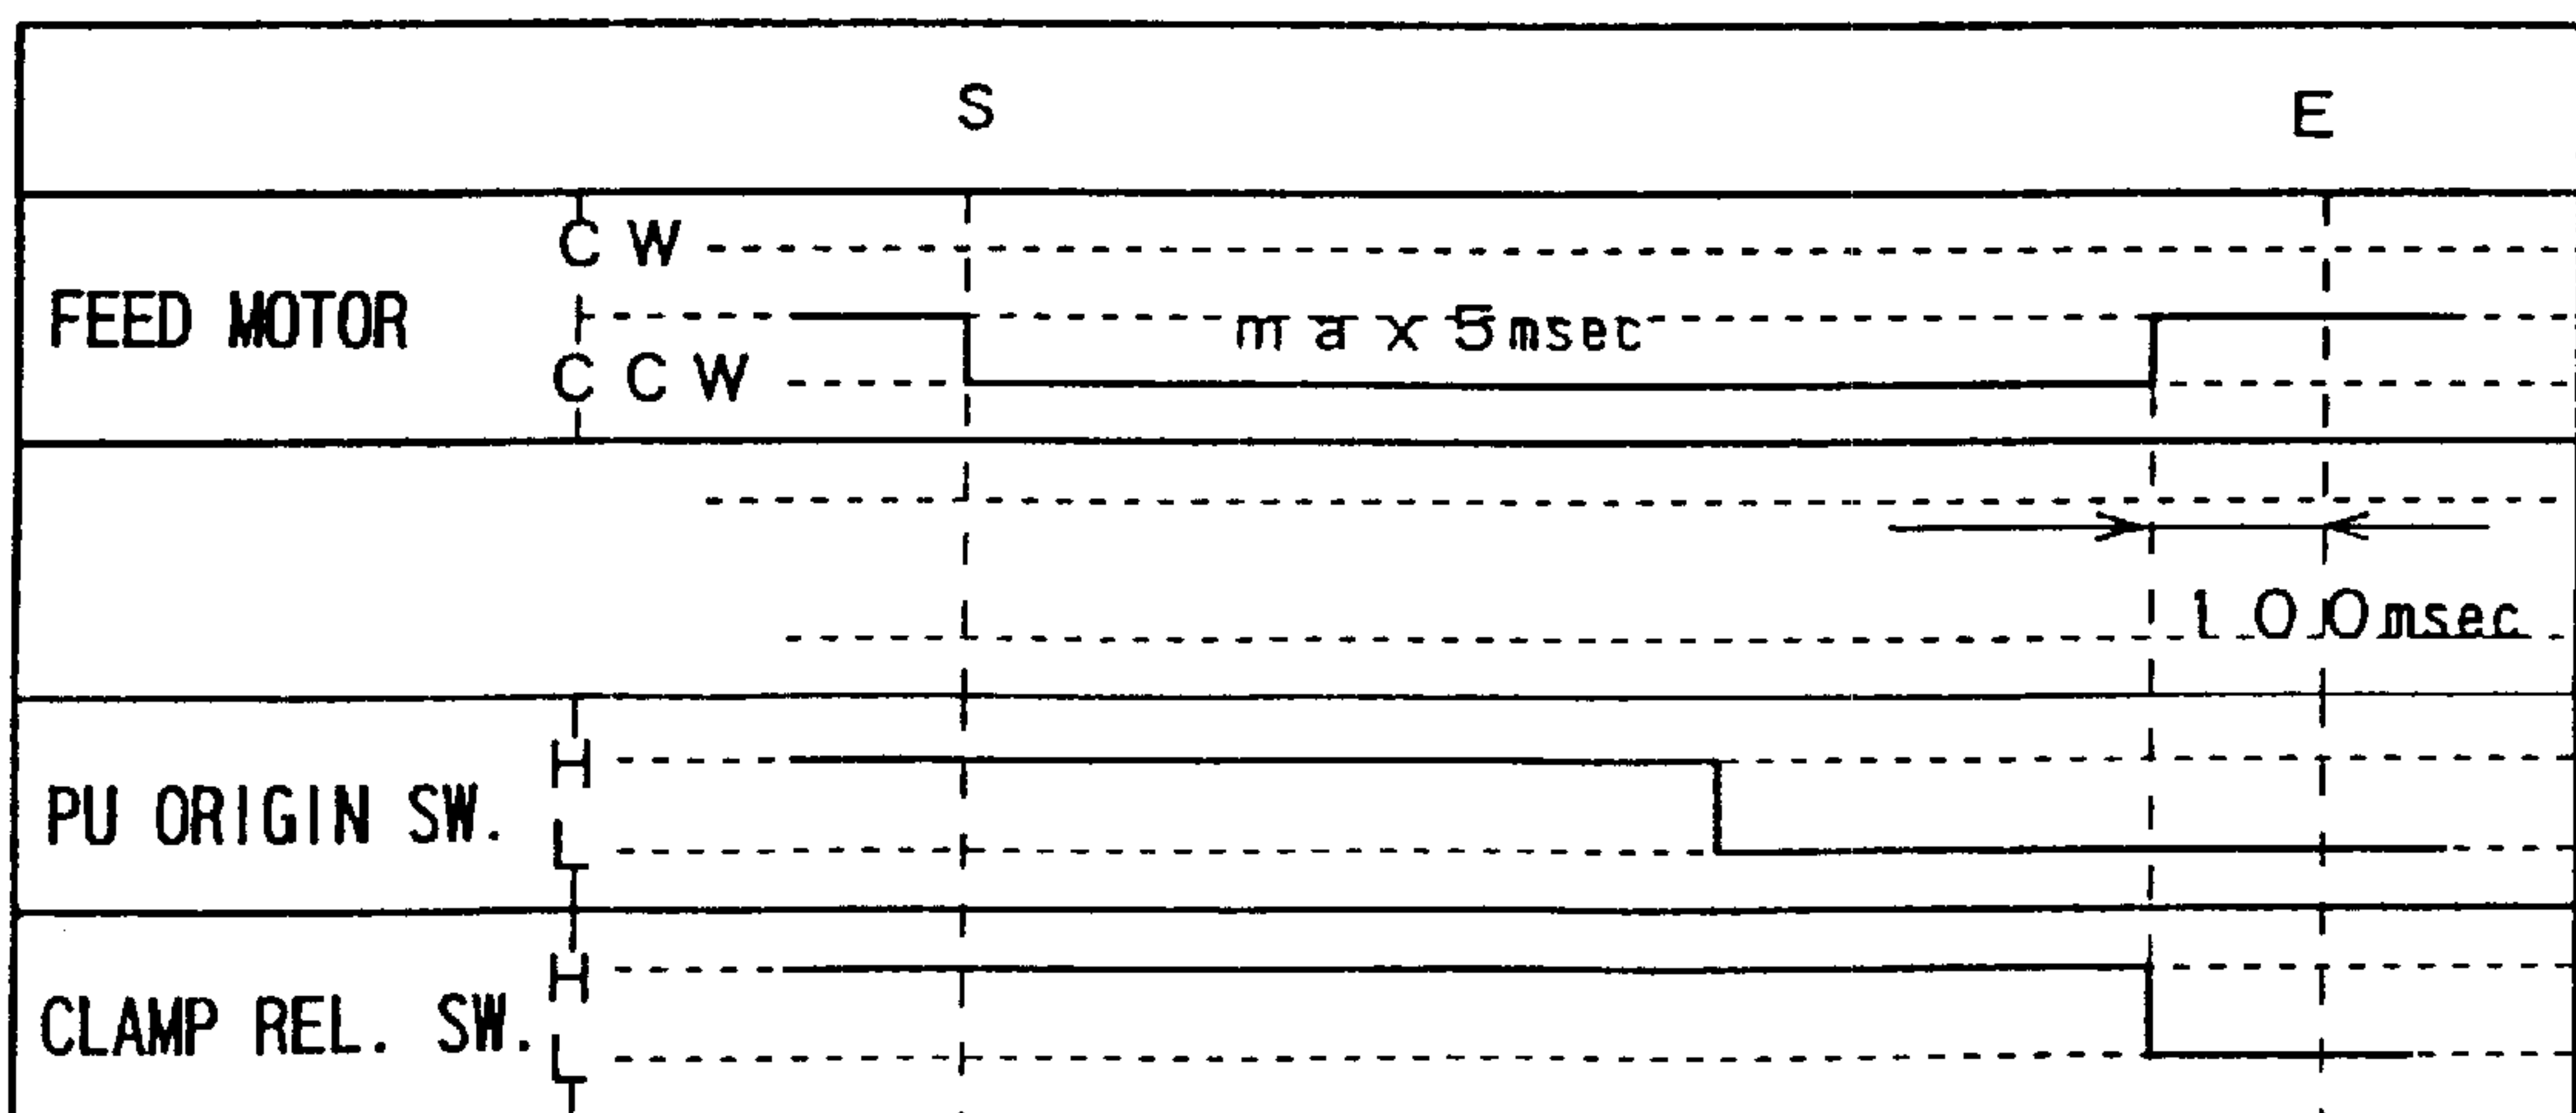 S E
CW
FEED MOTOR
max 5msec
CCW
100msec
H
PU ORIGIN SW.
L
H
CLAMP REL. SW.
L